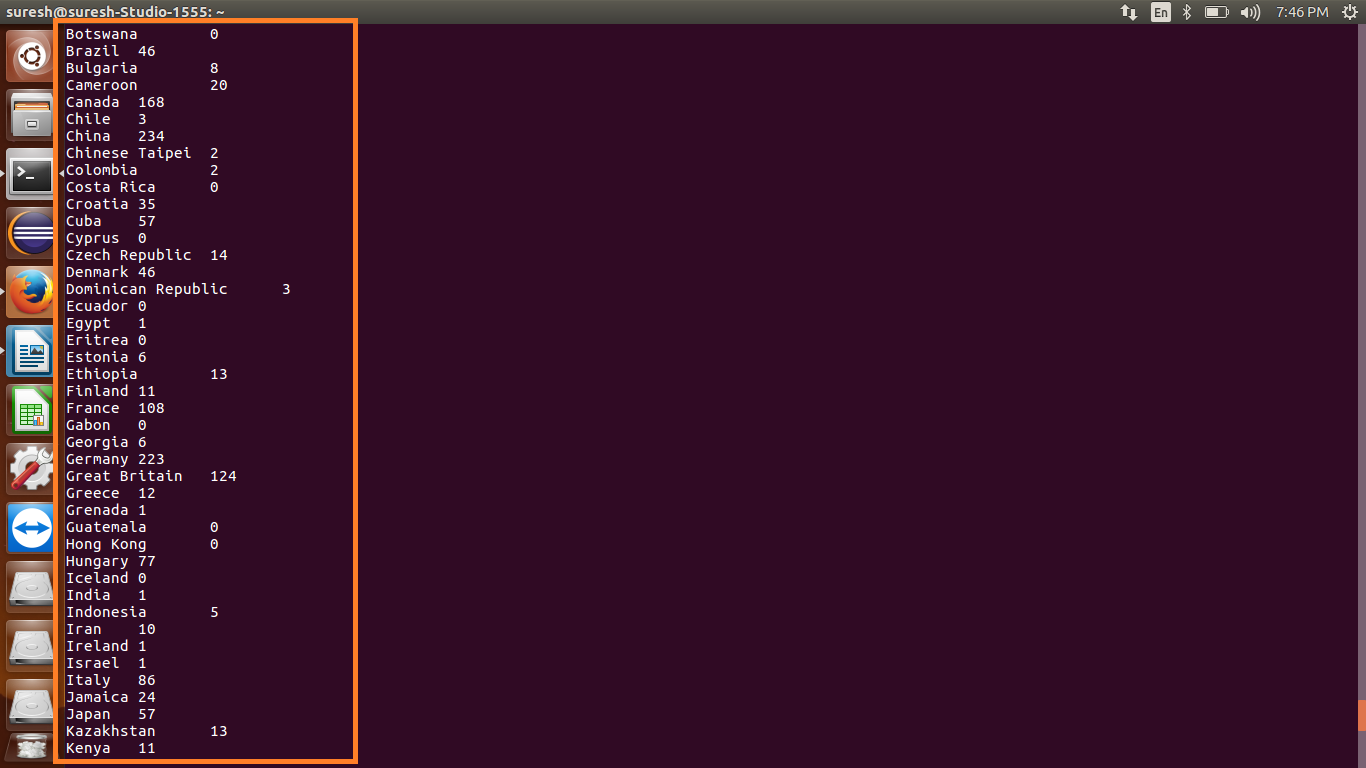 suresh@suresh-Studio-1555: ~
En 7:46 PM
Botswana 0
Brazil 46
Bulgaria 8
Cameroon 20
Canada 168
Chile 3
China 234
Chinese Taipei 2
Colombia 2
Costa Rica 0
Croatia 35
Cuba 57
Cyprus 0
Czech Republic 14
Denmark 46
Dominican Republic 3
Ecuador 0
Egypt 1
Eritrea 0
Estonia 6
Ethiopia 13
Finland 11
France 108
Gabon 0
Georgia 6
Germany 223
Great Britain 124
Greece 12
Grenada 1
Guatemala 0
Hong Kong 0
Hungary 77
Iceland 0
India 1
Indonesia 5
Iran 10
Ireland 1
Israel 1
Italy 86
Jamaica 24
Japan 57
Kazakhstan 13
Kenya 11